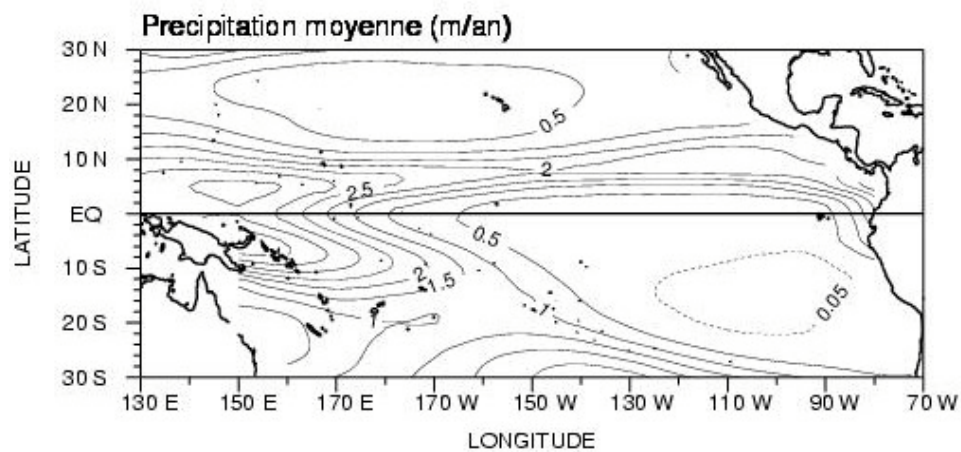 Precipitation moyenne (m/an)
30 N
20 N
10 N
EQ
10 S
20 S
30 S
LATITUDE
0.5
2
2.5
0.5
2
1.5
1
0.05
130 E 150 E 170 E 170 W 150 W 130 W 110 W 90 W 70 W
LONGITUDE